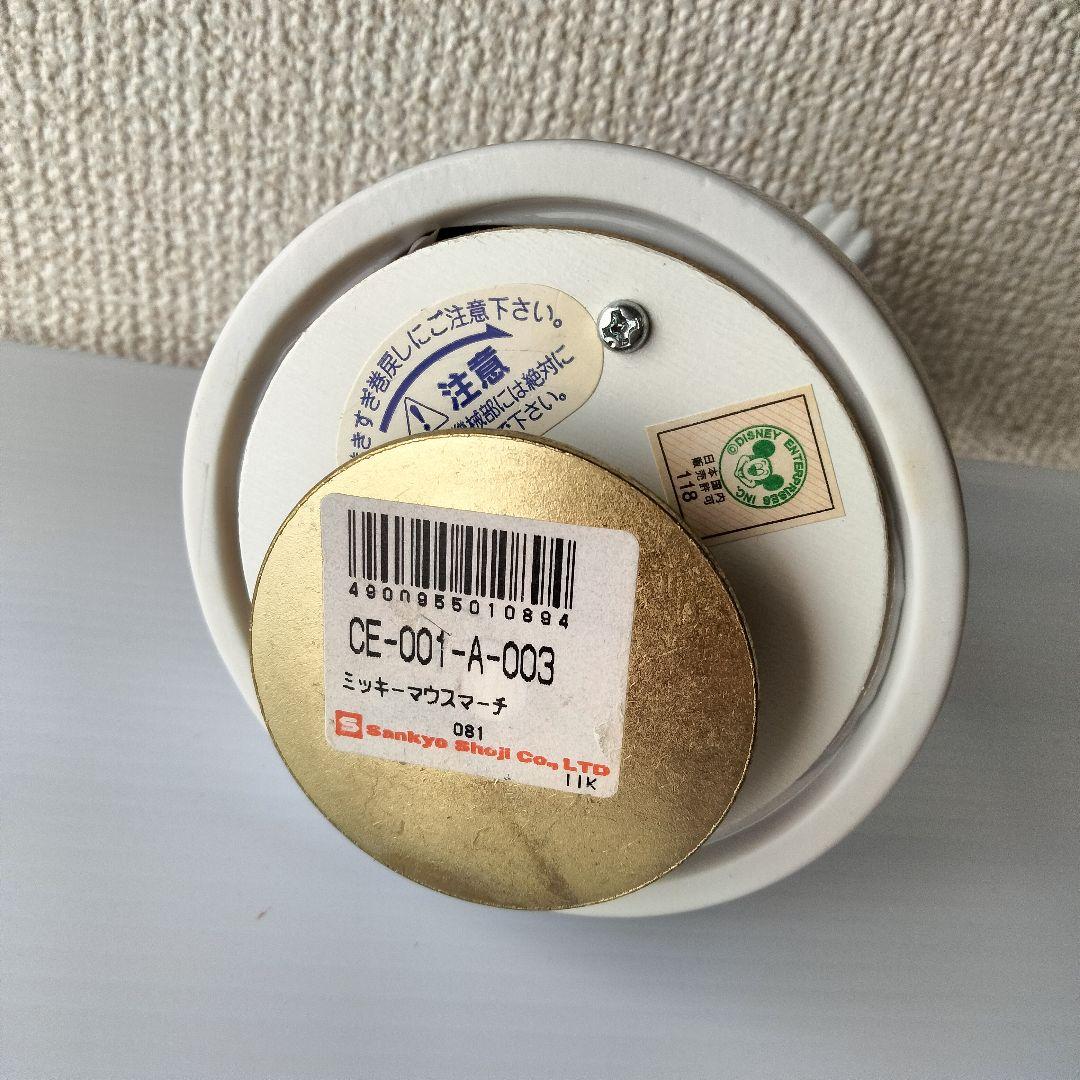 きすぎ巻戻しにご注意下さい。
注意
機械部には絶対に
下さい。
©DISNEY ENTERPRISES INC.
日本国内
販売許可
118
4900955010894
CE-001-A-003
ミッキーマウスマーチ
081
S Sankyo Shoji Co., LTD
11K